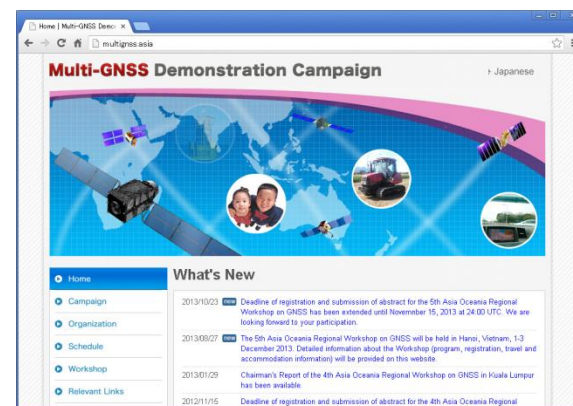 Home | Multi-GNSS Demo
multignss.asia
Multi-GNSS Demonstration Campaign
Japanese
What's New
Home
Campaign
Organization
Schedule
Workshop
Relevant Links
2013/10/23 new Deadline of registration and submission of abstract for the 5th Asia Oceania Regional
Workshop on GNSS has been extended until November 15, 2013 at 24:00 UTC. We are
looking forward to your participation.
2013/08/27 new The 5th Asia Oceania Regional Workshop on GNSS will be held in Hanoi, Vietnam, 1-3
December 2013. Detailed information about the Workshop (program, registration, travel and
accommodation information) will be provided on this website.
2013/01/29 Chairman's Report of the 4th Asia Oceania Regional Workshop on GNSS in Kuala Lumpur
has been available.
2012/11/16 Deadline of registration and submission of abstract for the 4th Asia Oceania Regional